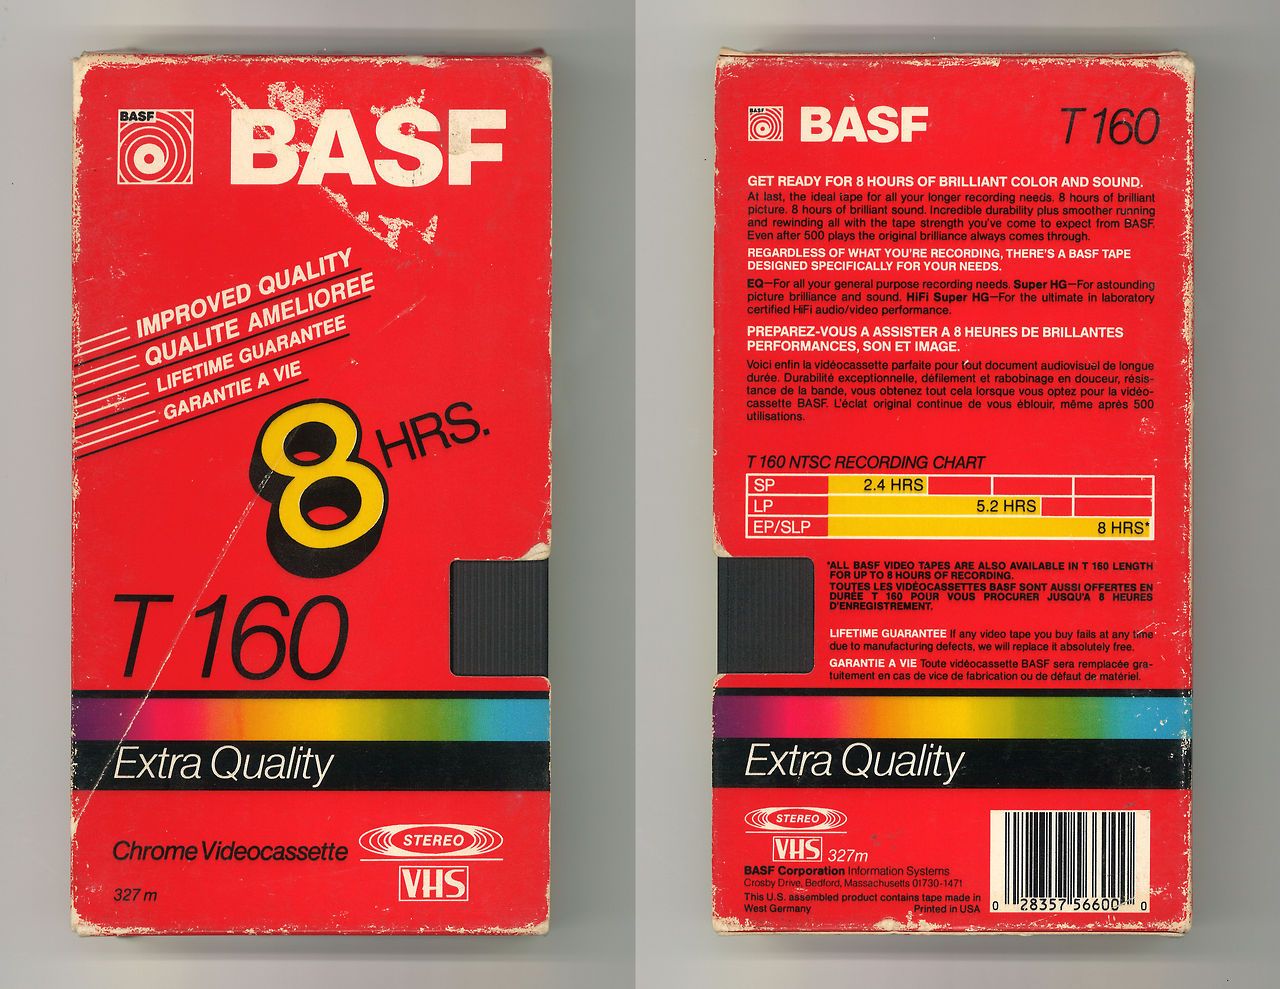 BASF
BASF
IMPROVED QUALITY
QUALITE AMELIOREE
LIFETIME GUARANTEE
GARANTIE A VIE
8 HRS.
T 160
Extra Quality
Chrome Videocassette
STEREO
VHS
327 m
BASF
BASF
T 160
GET READY FOR 8 HOURS OF BRILLIANT COLOR AND SOUND.
At last, the ideal tape for all your longer recording needs. 8 hours of brilliant
picture. 8 hours of brilliant sound. Incredible durability plus smoother running
and rewinding all with the tape strength you've come to expect from BASF.
Even after 500 plays the original brilliance always comes through.
REGARDLESS OF WHAT YOU'RE RECORDING, THERE'S A BASF TAPE
DESIGNED SPECIFICALLY FOR YOUR NEEDS.
EQ—For all your general purpose recording needs. Super HG—For astounding
picture brilliance and sound. HiFi Super HG—For the ultimate in laboratory
certified HiFi audio/video performance.
PREPAREZ-VOUS A ASSISTER A 8 HEURES DE BRILLANTES
PERFORMANCES, SON ET IMAGE.
Voici enfin la vidéocassette parfaite pour tout document audiovisuel de longue
durée. Durabilité exceptionnelle, défilement et rabobinage en douceur, résis-
tance de la bande, vous obtenez tout cela lorsque vous optez pour la vidéo-
cassette BASF. L'éclat original continue de vous éblouir, même après 500
utilisations.
T 160 NTSC RECORDING CHART
SP 2.4 HRS
LP 5.2 HRS
EP/SLP 8 HRS*
*ALL BASF VIDEO TAPES ARE ALSO AVAILABLE IN T 160 LENGTH
FOR UP TO 8 HOURS OF RECORDING.
TOUTES LES VIDÉOCASSETTES BASF SONT AUSSI OFFERTES EN
DURÉE T 160 POUR VOUS PROCURER JUSQU'A 8 HEURES
D'ENREGISTREMENT.
LIFETIME GUARANTEE If any video tape you buy fails at any time
due to manufacturing defects, we will replace it absolutely free.
GARANTIE A VIE Toute vidéocassette BASF sera remplacée gra-
tuitement en cas de vice de fabrication ou de défaut de matériel.
Extra Quality
STEREO
VHS 327m
BASF Corporation Information Systems
Crosby Drive, Bedford, Massachusetts 01730-1471
This U.S. assembled product contains tape made in
West Germany Printed in USA
0 28357 56600 0